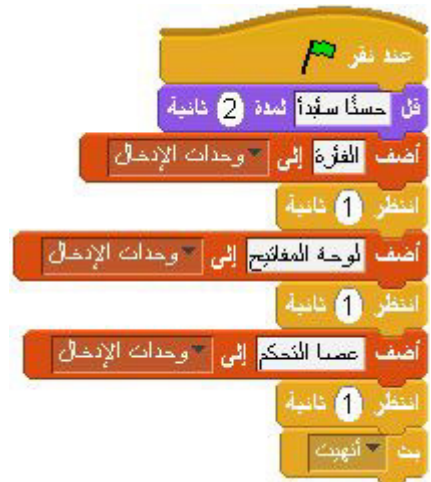 عند نقر
قل حسنًا سأبدأ لمدة 2 ثانية
أضف الفأرة إلى وحدات الإدخال
انتظر 1 ثانية
أضف لوحة المفاتيح إلى وحدات الإدخال
انتظر 1 ثانية
أضف عصا التحكم إلى وحدات الإدخال
انتظر 1 ثانية
بث أنهيت